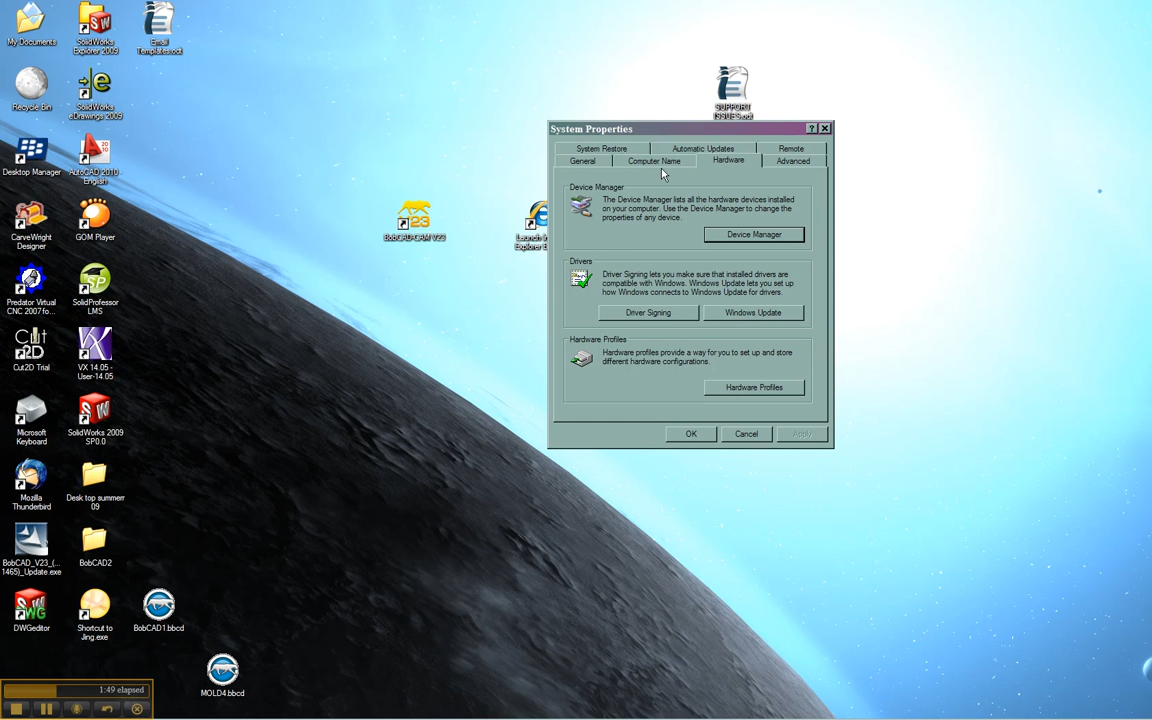 My Documents
SolidWorks
Explorer 2009
Email
Templates.odt
Recycle Bin
SolidWorks
eDrawings 2009
SUPPORT
ISSUES.odt
Desktop Manager
AutoCAD 2010 -
English
CarveWright
Designer
GOM Player
23
BobCAD-CAM V23
Explorer
Predator Virtual
CNC 2007 fo...
SolidProfessor
LMS
Cut2D Trial
VX 14.05 -
User-14.05
Microsoft
Keyboard
SolidWorks 2009
SP0.0
Mozilla
Thunderbird
Desk top summerr
09
BobCAD_V23_(...
1465)_Update.exe
BobCAD2
DWGeditor
Shortcut to
Jing.exe
BobCAD1.bbcd
MOLD4.bbcd
1:49 elapsed
System Properties
System Restore
Automatic Updates
Remote
General
Computer Name
Hardware
Advanced
Device Manager
The Device Manager lists all the hardware devices installed
on your computer. Use the Device Manager to change the
properties of any device.
Device Manager
Drivers
Driver Signing lets you make sure that installed drivers are
compatible with Windows. Windows Update lets you set up
how Windows connects to Windows Update for drivers.
Driver Signing
Windows Update
Hardware Profiles
Hardware profiles provide a way for you to set up and store
different hardware configurations.
Hardware Profiles
OK
Cancel
Apply